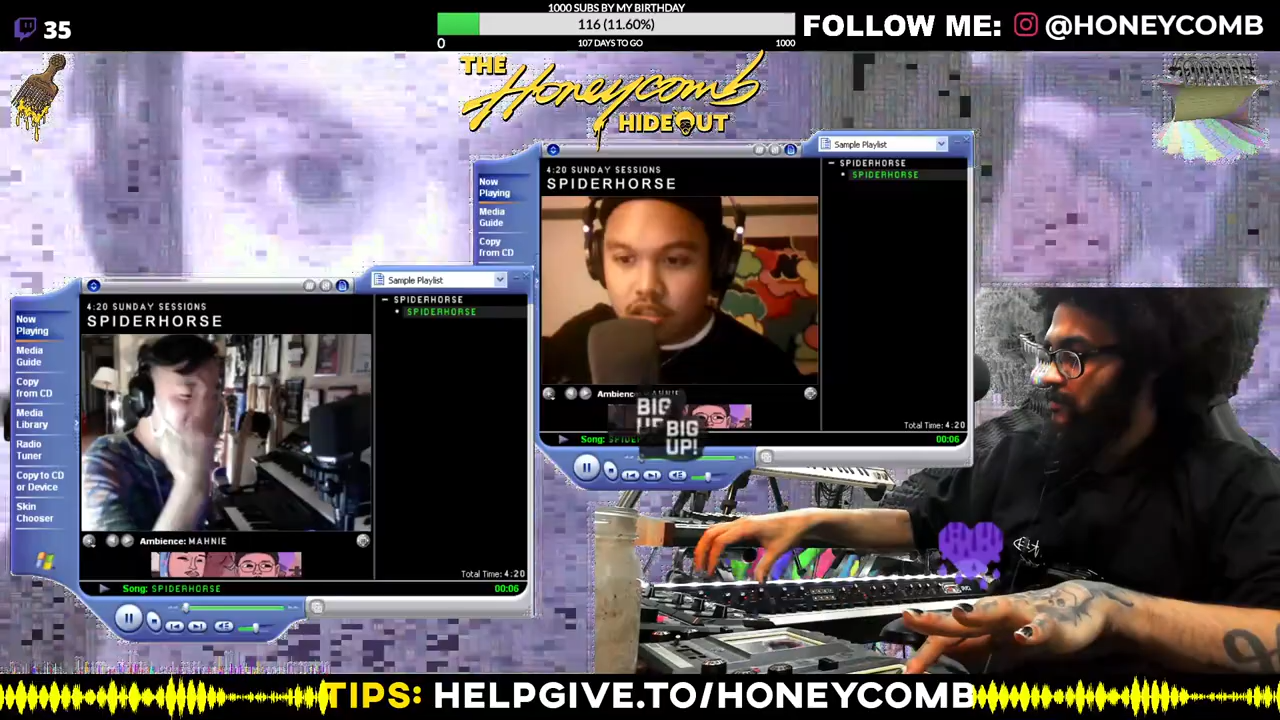 35
1000 SUBS BY MY BIRTHDAY
116 (11.60%)
0
107 DAYS TO GO
1000
FOLLOW ME: @HONEYCOMB
THE
Honeycomb
HIDEOUT
Sample Playlist
4:20 SUNDAY SESSIONS
SPIDERHORSE
SPIDERHORSE
SPIDERHORSE
Now
Playing
Media
Guide
Copy
from CD
Ambience:
BIG
UP!
BIG
UP!
Total Time: 4:20
Song:
00:06
Sample Playlist
4:20 SUNDAY SESSIONS
SPIDERHORSE
SPIDERHORSE
SPIDERHORSE
Now
Playing
Media
Guide
Copy
from CD
Media
Library
Radio
Tuner
Copy to CD
or Device
Skin
Chooser
Ambience: MAHNIE
Total Time: 4:20
Song: SPIDERHORSE
00:06
TIPS: HELPGIVE.TO/HONEYCOMB